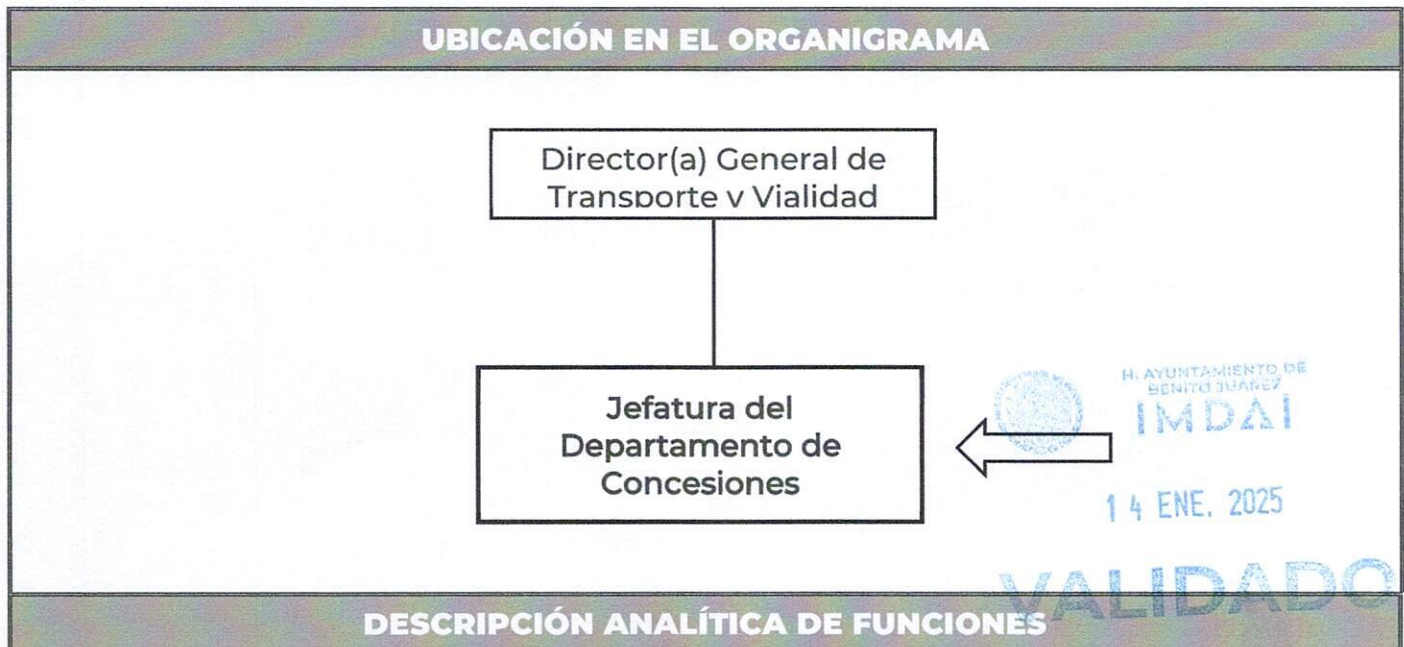 UBICACIÓN EN EL ORGANIGRAMA
Director(a) General de
Transporte y Vialidad
Jefatura del
Departamento de
Concesiones
H. AYUNTAMIENTO DE
BENITO JUÁREZ
IMDAI
14 ENE. 2025
VALIDADO
DESCRIPCIÓN ANALÍTICA DE FUNCIONES